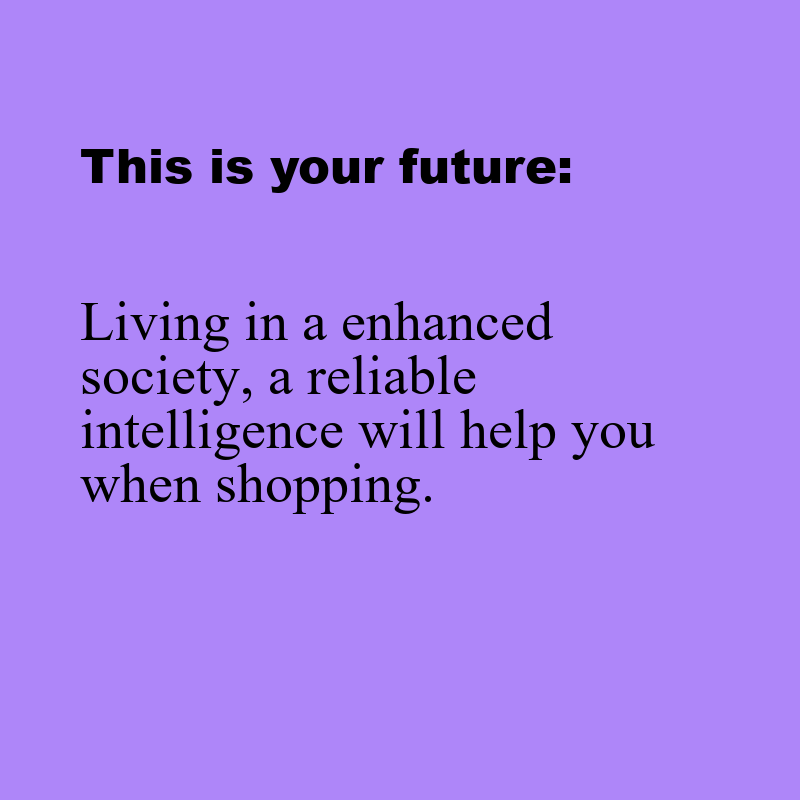 This is your future:
Living in a enhanced
society, a reliable
intelligence will help you
when shopping.